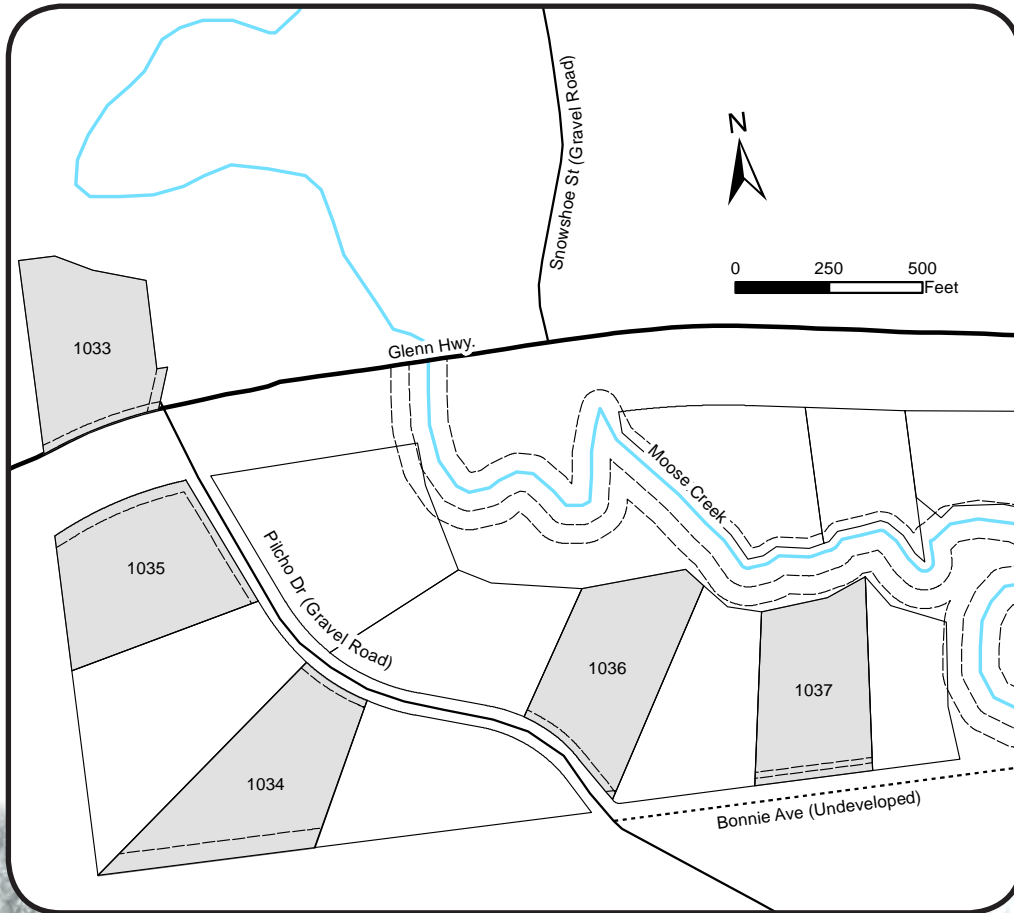 Snowshoe St (Gravel Road)
N
0 250 500
Feet
1033
Glenn Hwy.
Moose Creek
Pilcho Dr (Gravel Road)
1035
1036
1037
1034
Bonnie Ave (Undeveloped)